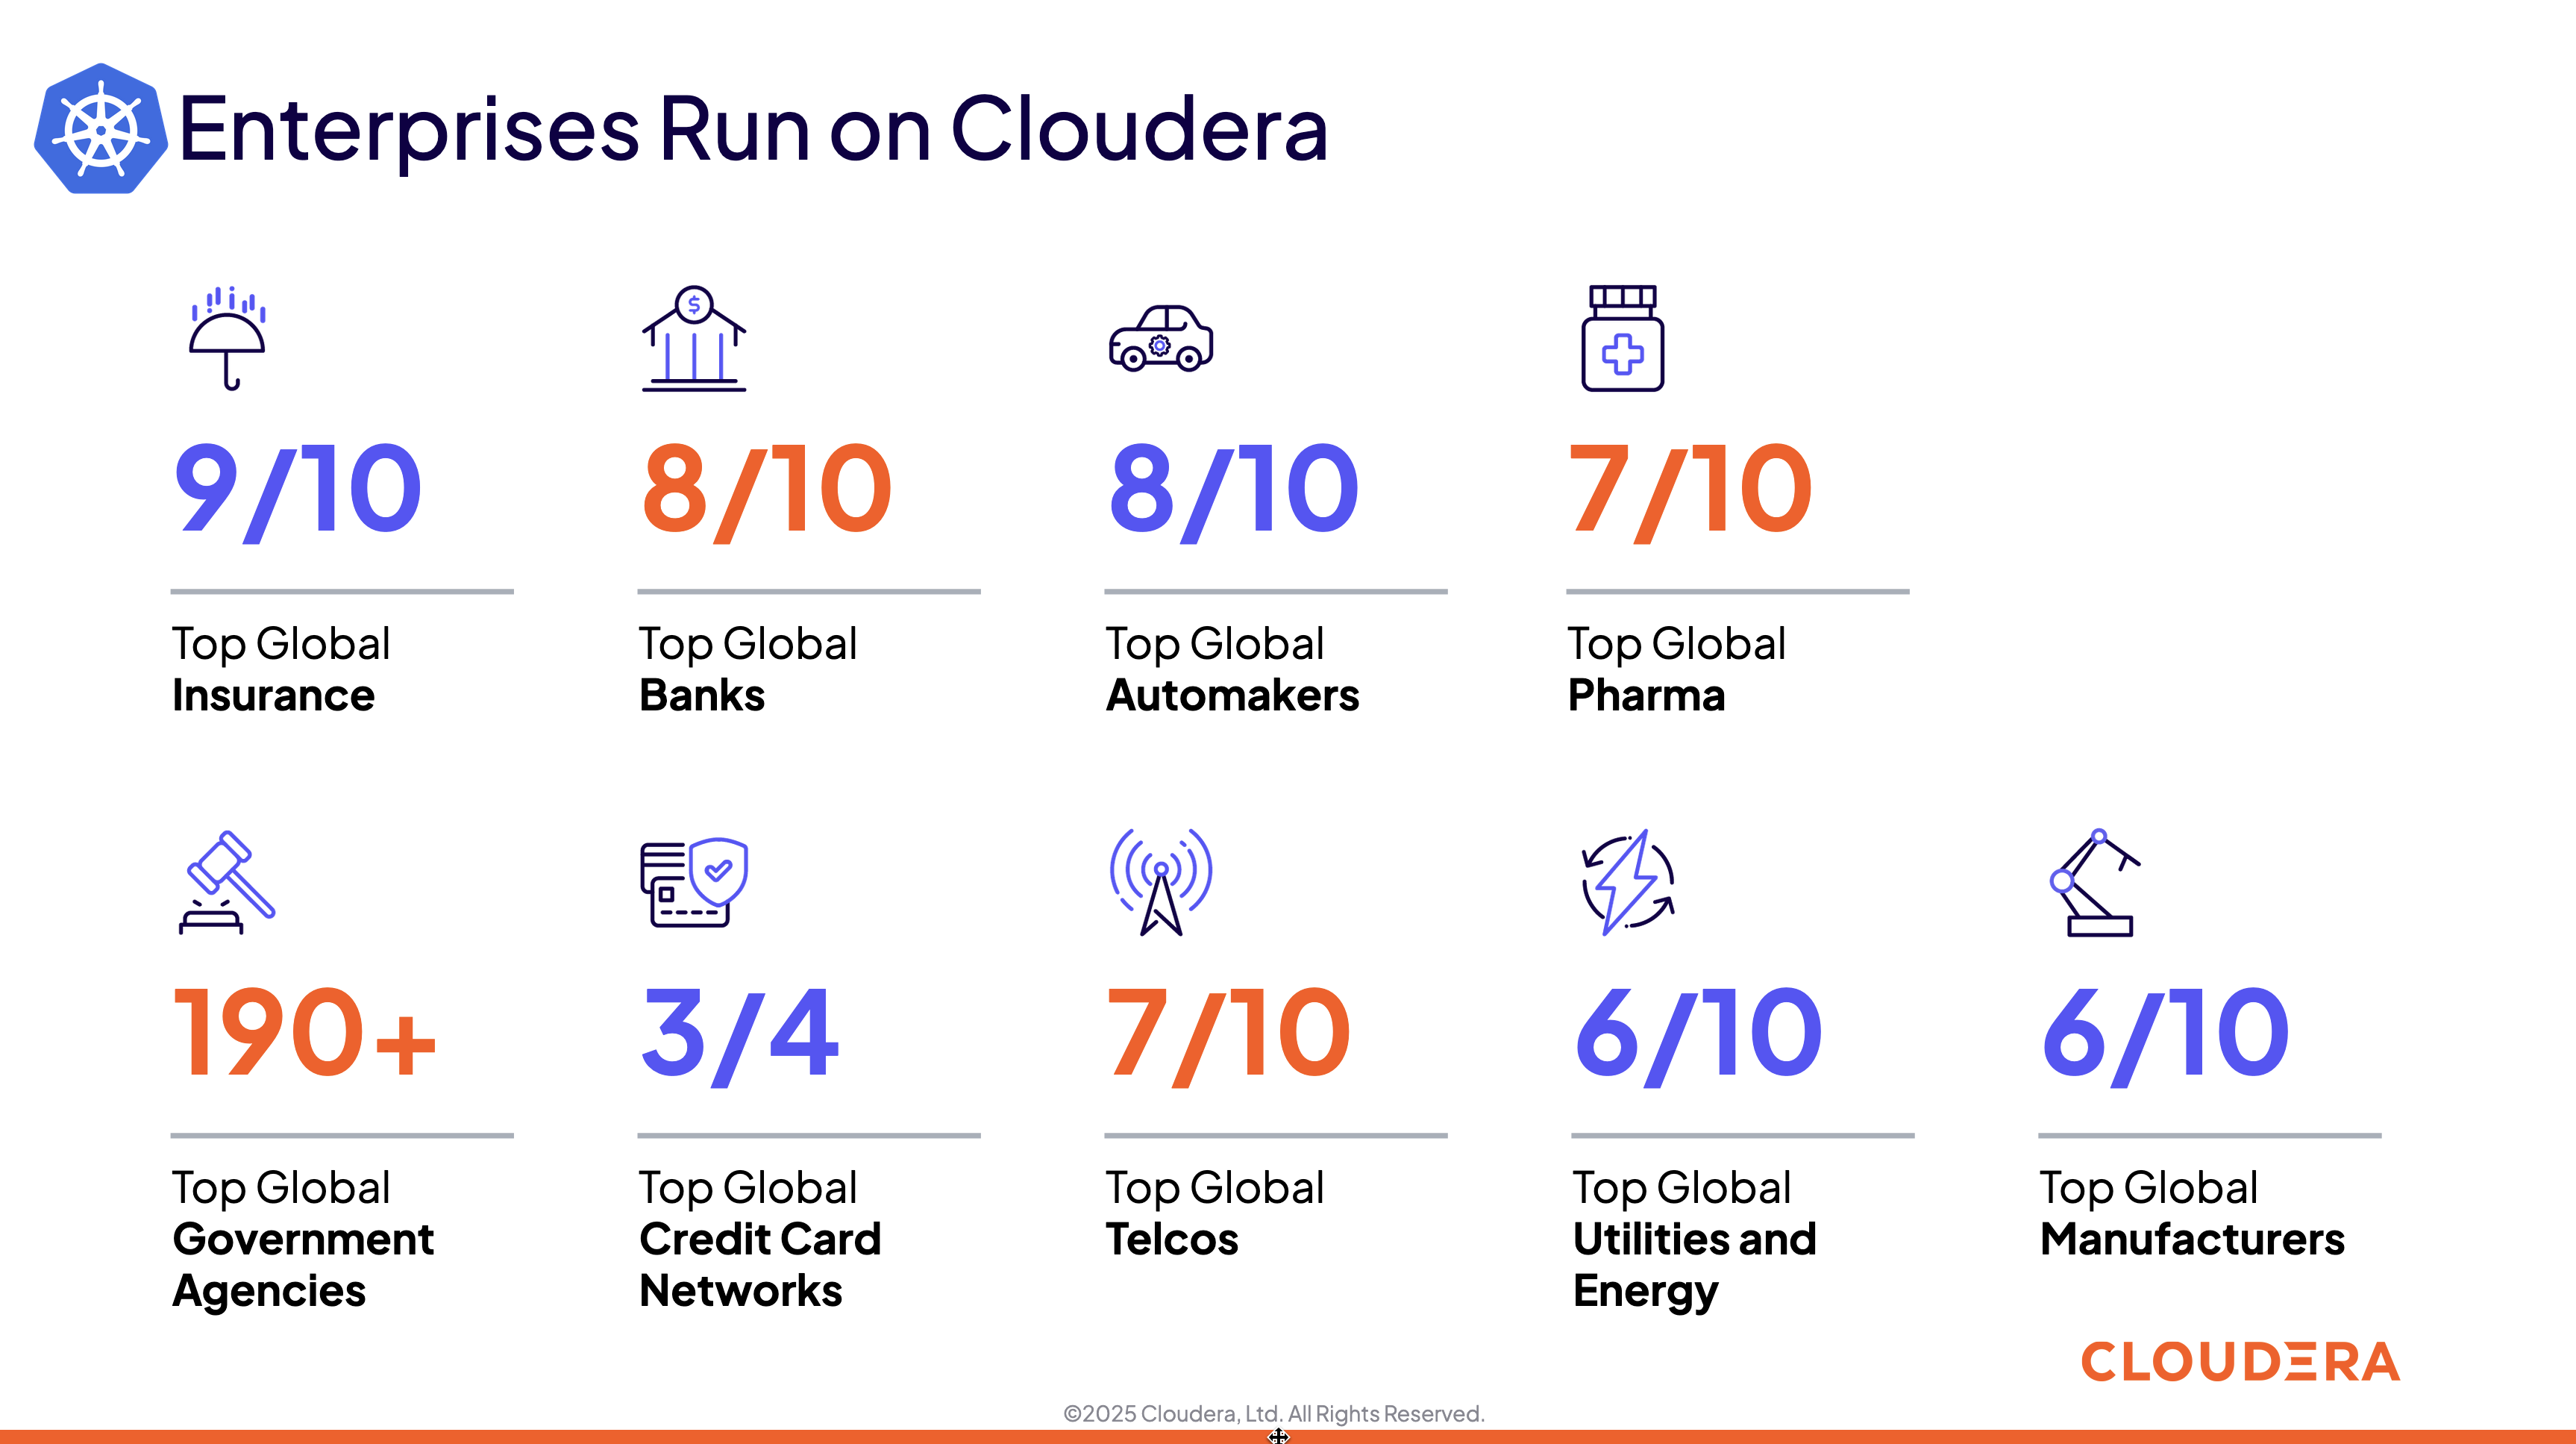 Enterprises Run on Cloudera
$
9/10
Top Global
Insurance
8/10
Top Global
Banks
8/10
Top Global
Automakers
7/10
Top Global
Pharma
190+
Top Global
Government
Agencies
3/4
Top Global
Credit Card
Networks
7/10
Top Global
Telcos
6/10
Top Global
Utilities and
Energy
6/10
Top Global
Manufacturers
CLOUDERA
©2025 Cloudera, Ltd. All Rights Reserved.